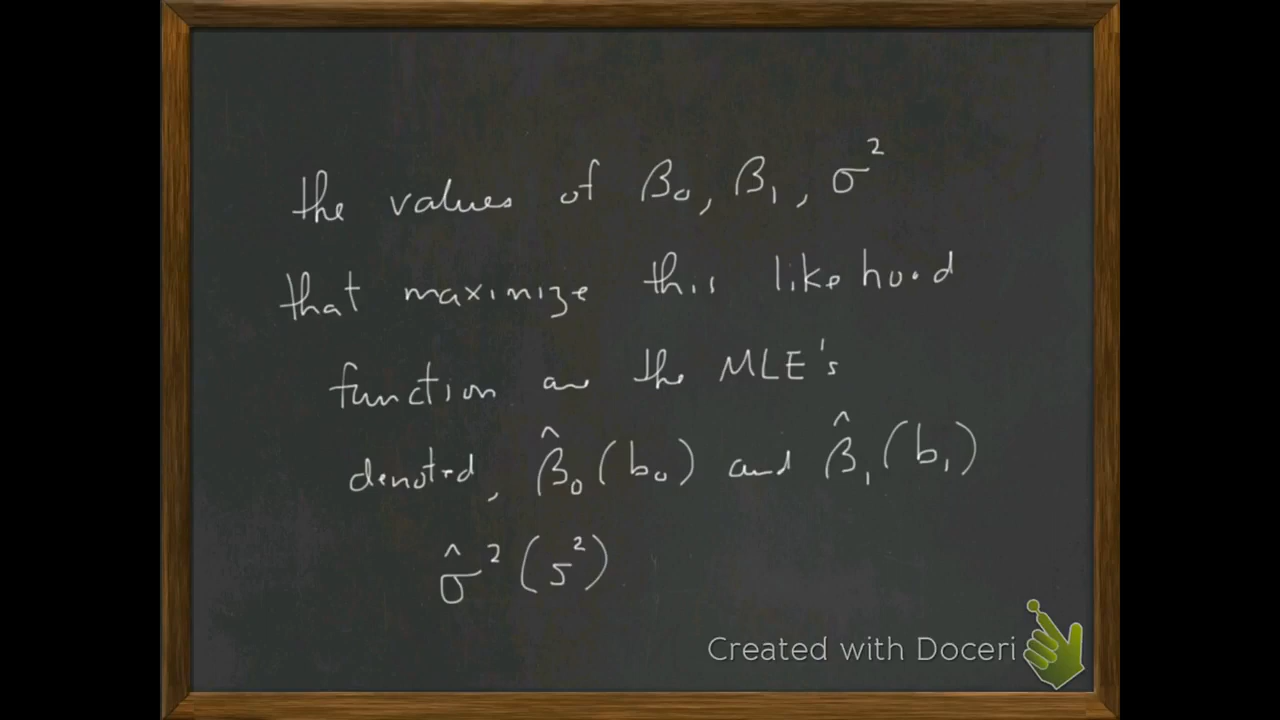 the values of β₀, β₁, σ²
that maximize this likehood
function are the MLE's
denoted, β̂₀(b₀) and β̂₁(b₁)
σ̂²(s²)
Created with Doceri